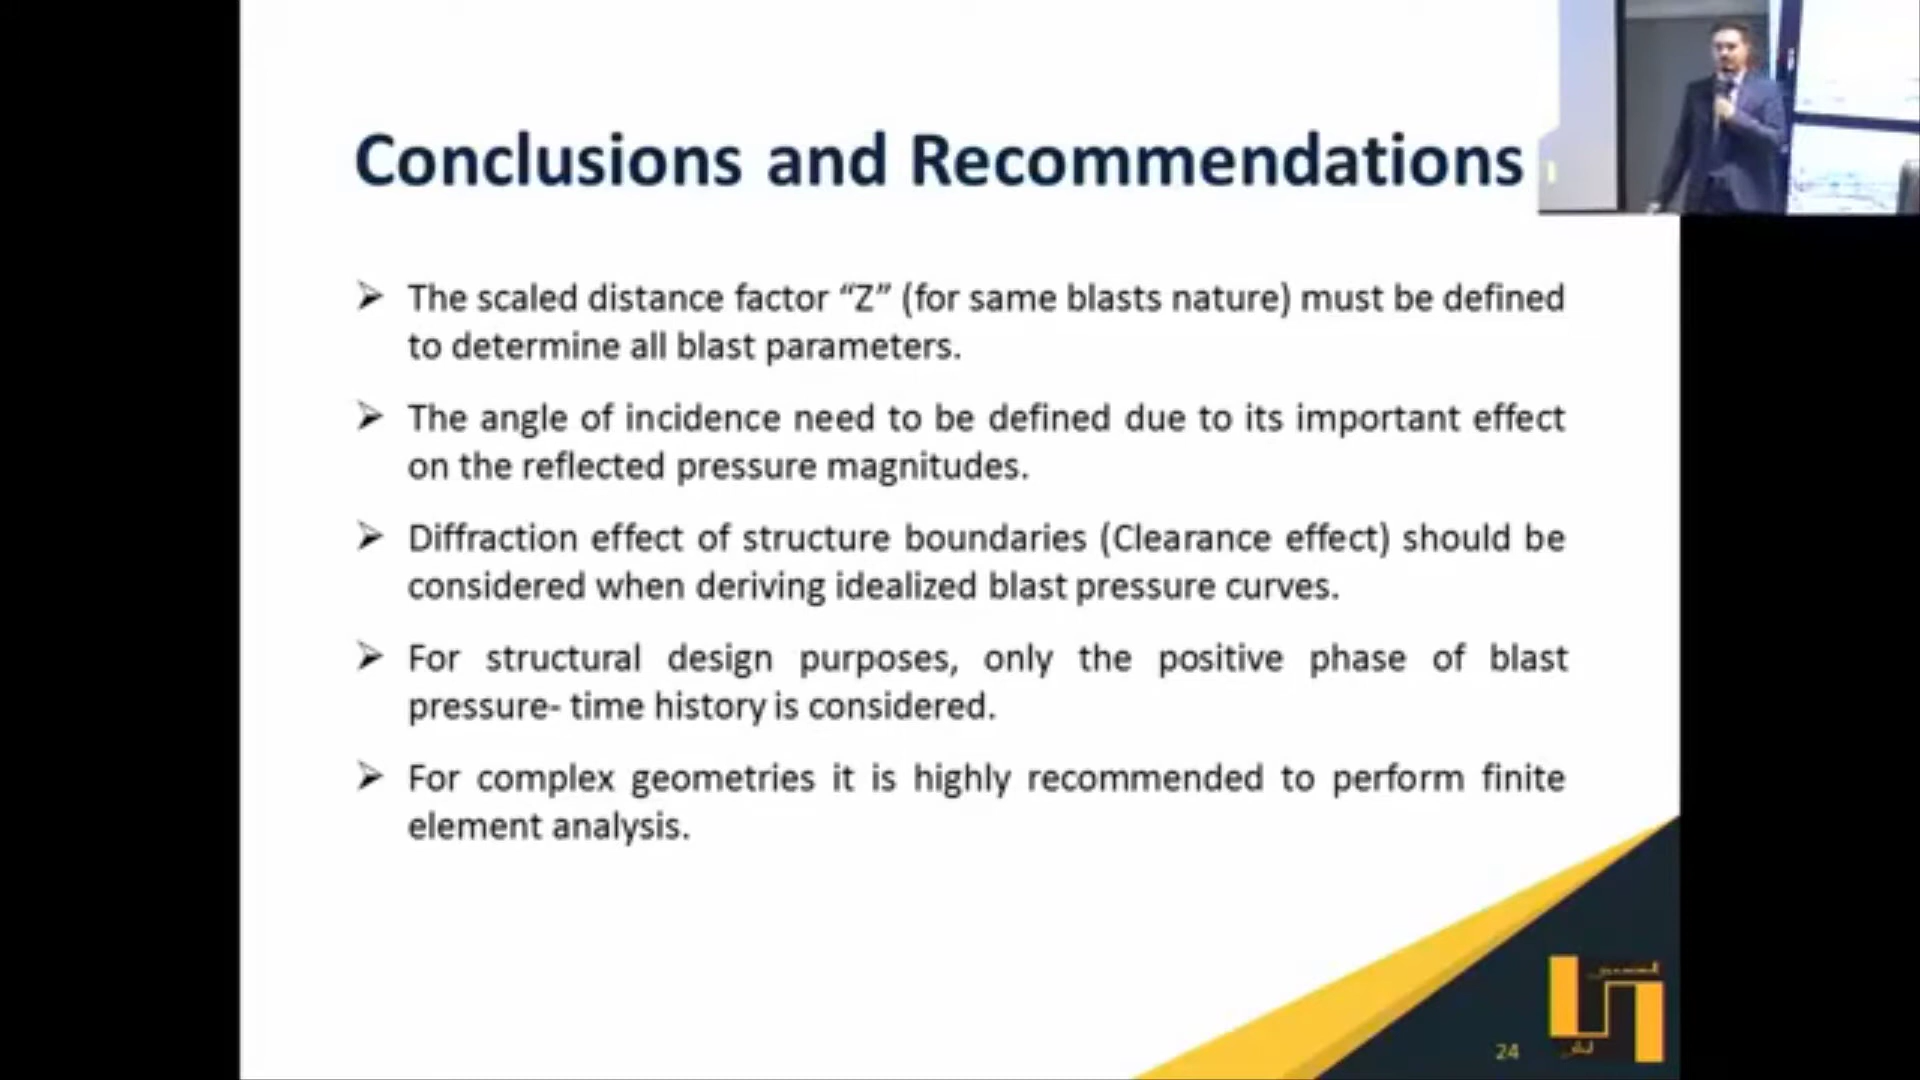 Conclusions and Recommendations
➢ The scaled distance factor “Z” (for same blasts nature) must be defined
to determine all blast parameters.
➢ The angle of incidence need to be defined due to its important effect
on the reflected pressure magnitudes.
➢ Diffraction effect of structure boundaries (Clearance effect) should be
considered when deriving idealized blast pressure curves.
➢ For structural design purposes, only the positive phase of blast
pressure- time history is considered.
➢ For complex geometries it is highly recommended to perform finite
element analysis.
24